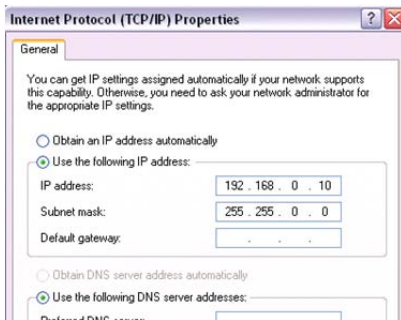 Internet Protocol (TCP/IP) Properties
General
You can get IP settings assigned automatically if your network supports
this capability. Otherwise, you need to ask your network administrator for
the appropriate IP settings.
Obtain an IP address automatically
Use the following IP address:
IP address: 192 . 168 . 0 . 10
Subnet mask: 255 . 255 . 0 . 0
Default gateway: . . .
Obtain DNS server address automatically
Use the following DNS server addresses:
Preferred DNS server: